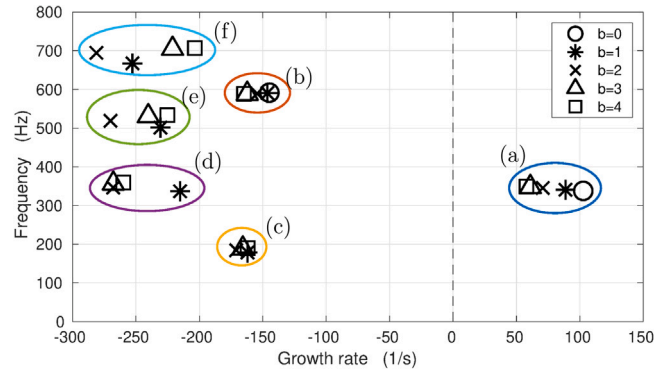 800
700
600
500
400
300
200
100
0
Frequency (Hz)
-300 -250 -200 -150 -100 -50 0 50 100 150
Growth rate (1/s)
(f)
(b)
(e)
(d)
(a)
(c)
b=0
b=1
b=2
b=3
b=4